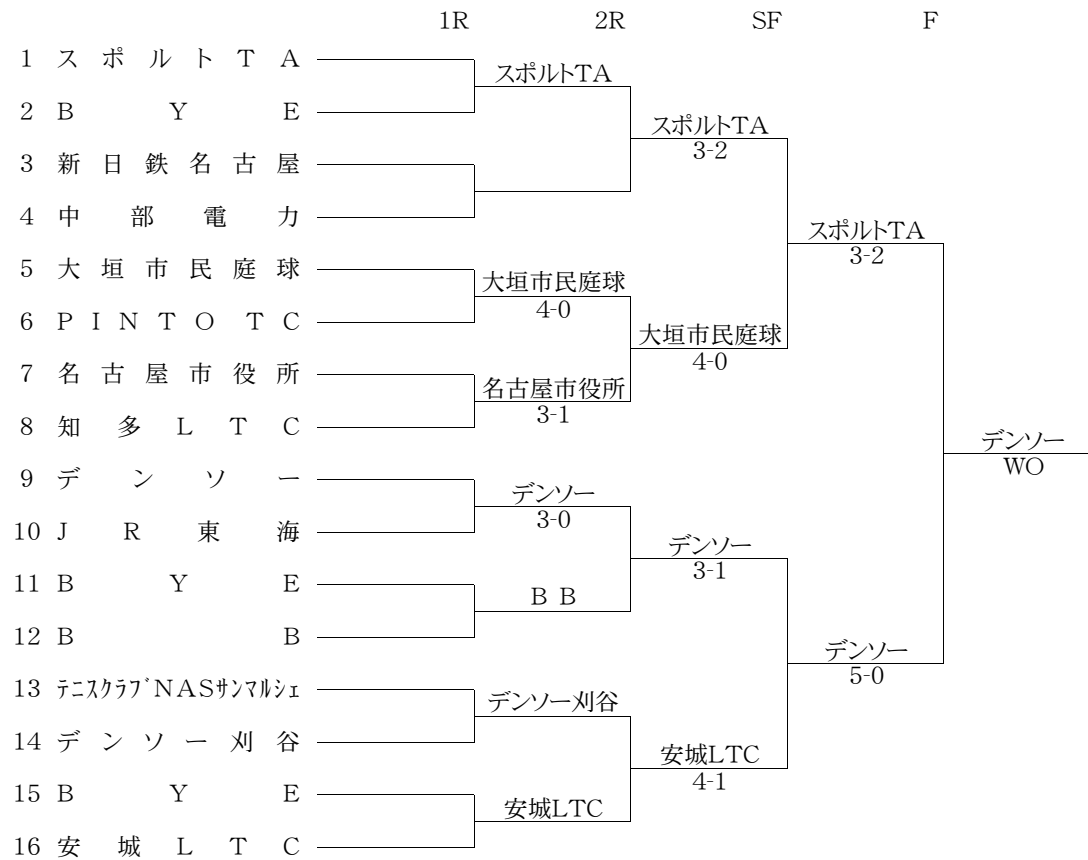 1R 2R SF F
1 スポルトTA
スポルトTA
2 BYE
スポルトTA
3-2
3 新日鉄名古屋
4 中部電力
スポルトTA
3-2
5 大垣市民庭球
大垣市民庭球
4-0
6 PINTO TC
大垣市民庭球
4-0
7 名古屋市役所
名古屋市役所
3-1
8 知多LTC
デンソー
WO
9 デンソー
デンソー
3-0
10 JR東海
デンソー
3-1
11 BYE
B B
12 BB
デンソー
5-0
13 ﾃﾆｽｸﾗﾌﾞNASｻﾝﾏﾙｼｪ
デンソー刈谷
14 デンソー刈谷
安城LTC
4-1
15 BYE
安城LTC
16 安城LTC